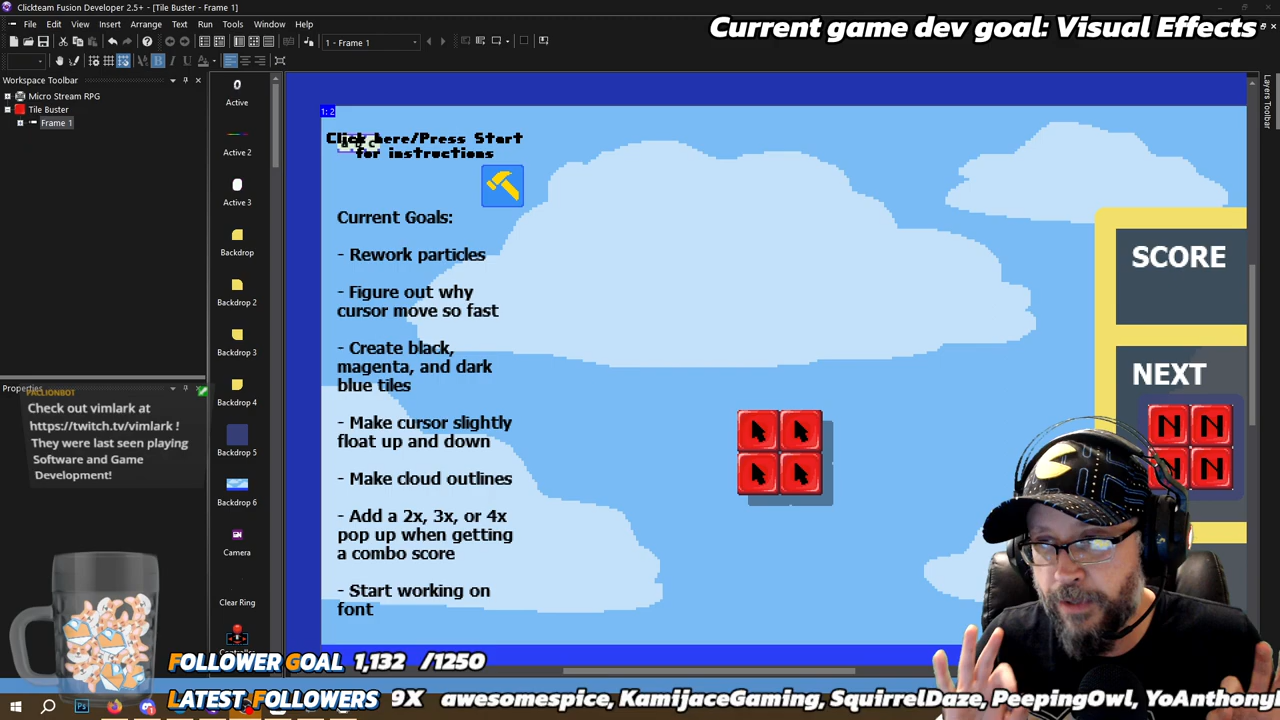 Clickteam Fusion Developer 2.5+ - [Tile Buster - Frame 1]
Current game dev goal: Visual Effects
File Edit View Insert Arrange Text Run Tools Window Help
1 - Frame 1
Workspace Toolbar
Micro Stream RPG
Tile Buster
Frame 1
Active
Active 2
Active 3
Backdrop
Backdrop 2
Backdrop 3
Backdrop 4
Backdrop 5
Backdrop 6
Camera
Clear Ring
Layers Toolbar
1: 2
Click here/Press Start
for instructions
Current Goals:
- Rework particles
- Figure out why
cursor move so fast
- Create black,
magenta, and dark
blue tiles
- Make cursor slightly
float up and down
- Make cloud outlines
- Add a 2x, 3x, or 4x
pop up when getting
a combo score
- Start working on
font
SCORE
NEXT
N N
N N
Properties
FALLIONBOT
Check out vimlark at
https://twitch.tv/vimlark !
They were last seen playing
Software and Game
Development!
FOLLOWER GOAL 1,132 /1250
LATEST FOLLOWERS 9X awesomespice, KamijaceGaming, SquirrelDaze, PeepingOwl, YoAnthony